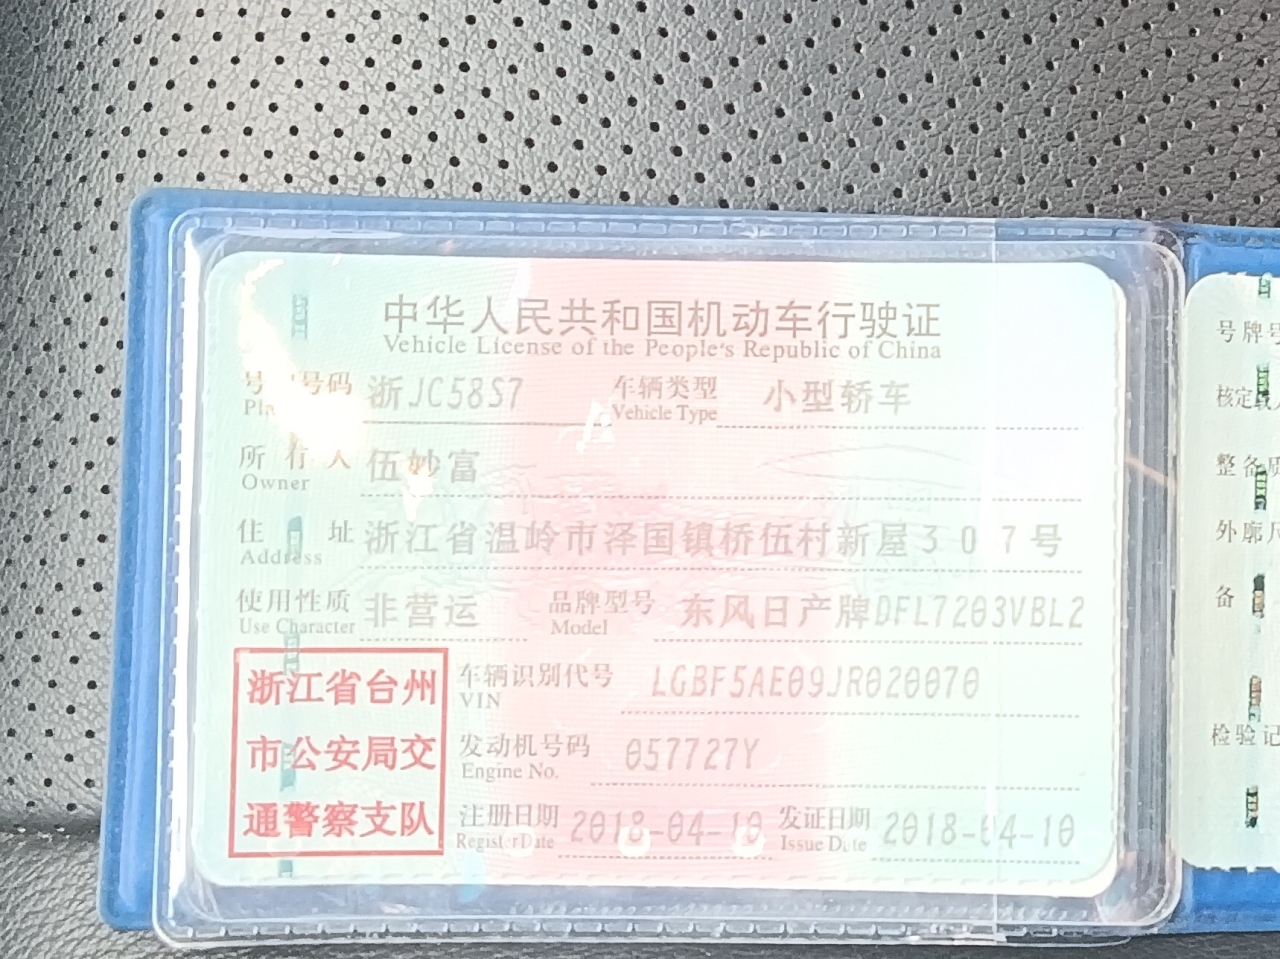 中华人民共和国机动车行驶证
Vehicle License of the People's Republic of China
号 号码 浙JC58S7 车辆类型 小型轿车
Pla Vehicle Type
所有人 伍妙富
Owner
住址 浙江省温岭市泽国镇桥伍村新屋307号
Address
使用性质 非营运 品牌型号 东风日产牌DFL7203VBL2
Use Character Model
浙江省台州
市公安局交
通警察支队
车辆识别代号 LGBF5AE09JR020070
VIN
发动机号码 057727Y
Engine No.
注册日期 2018-04-10 发证日期 2018-04-10
Register Date Issue Date
号牌号
核定载人
整备质
外廓尺
备
检验记